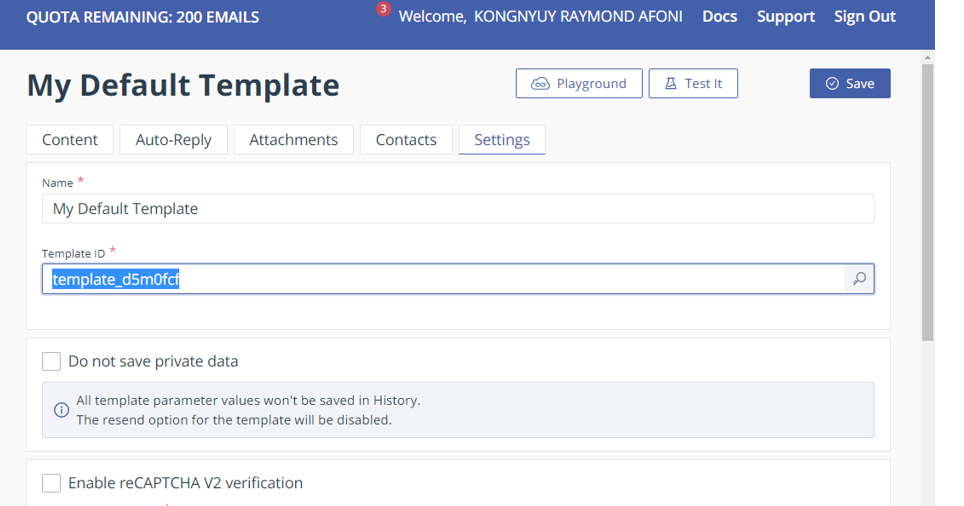 QUOTA REMAINING: 200 EMAILS
3
Welcome, KONGNYUY RAYMOND AFONI
Docs
Support
Sign Out
My Default Template
Playground
Test It
Save
Content
Auto-Reply
Attachments
Contacts
Settings
Name *
My Default Template
Template ID *
template_d5m0fcf
Do not save private data
All template parameter values won't be saved in History.
The resend option for the template will be disabled.
Enable reCAPTCHA V2 verification